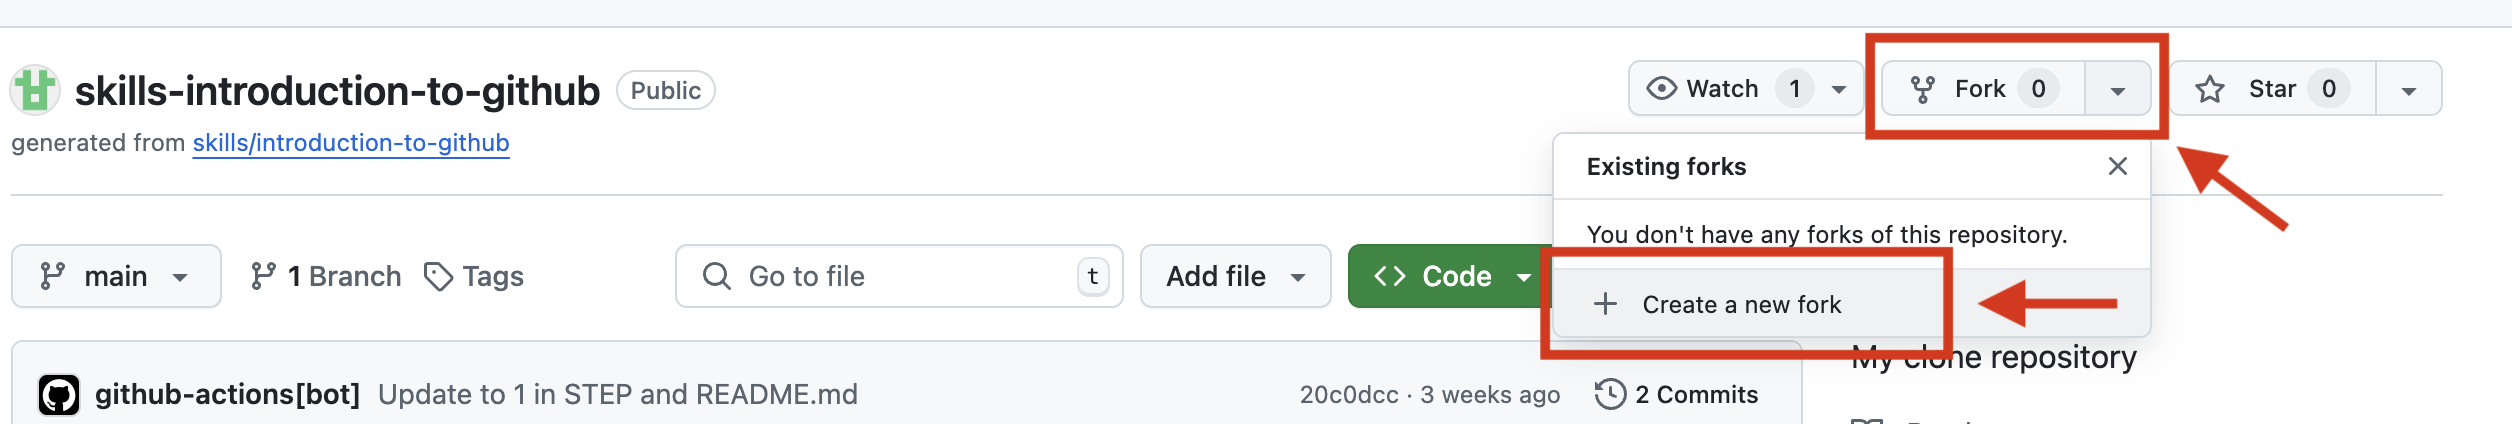 skills-introduction-to-github Public
Watch 1
Fork 0
Star 0
generated from skills/introduction-to-github
Existing forks
You don't have any forks of this repository.
main
1 Branch
Tags
Go to file t
Add file
Code
Create a new fork
My clone repository
github-actions[bot] Update to 1 in STEP and README.md
20c0dcc · 3 weeks ago
2 Commits